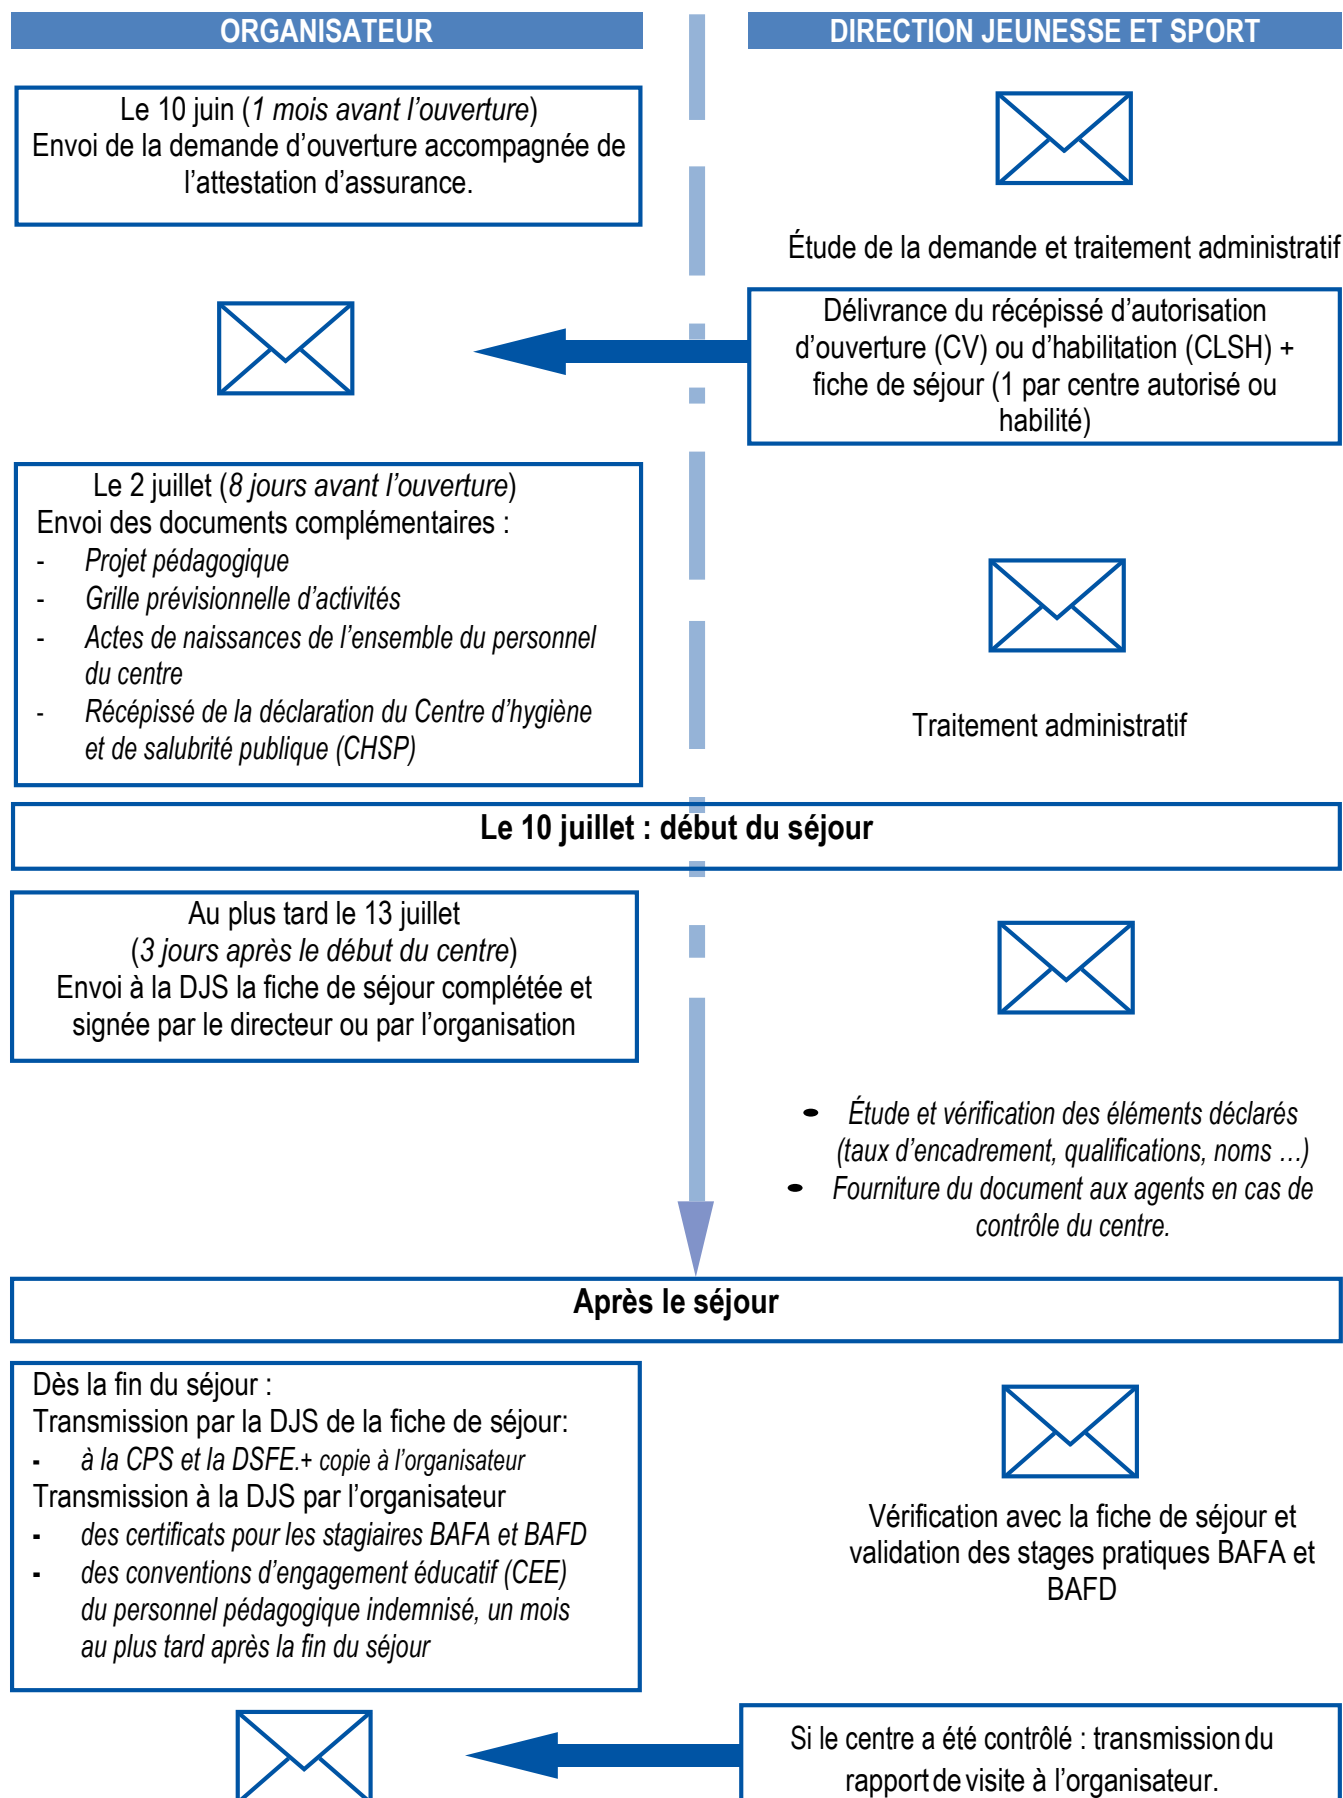 ORGANISATEUR
DIRECTION JEUNESSE ET SPORT
Le 10 juin (1 mois avant l’ouverture)
Envoi de la demande d’ouverture accompagnée de
l’attestation d’assurance.
Étude de la demande et traitement administratif
Délivrance du récépissé d’autorisation
d’ouverture (CV) ou d’habilitation (CLSH) +
fiche de séjour (1 par centre autorisé ou
habilité)
Le 2 juillet (8 jours avant l’ouverture)
Envoi des documents complémentaires :
- Projet pédagogique
- Grille prévisionnelle d’activités
- Actes de naissances de l’ensemble du personnel
du centre
- Récépissé de la déclaration du Centre d’hygiène
et de salubrité publique (CHSP)
Traitement administratif
Le 10 juillet : début du séjour
Au plus tard le 13 juillet
(3 jours après le début du centre)
Envoi à la DJS la fiche de séjour complétée et
signée par le directeur ou par l’organisation
• Étude et vérification des éléments déclarés
(taux d’encadrement, qualifications, noms …)
• Fourniture du document aux agents en cas de
contrôle du centre.
Après le séjour
Dès la fin du séjour :
Transmission par la DJS de la fiche de séjour:
- à la CPS et la DSFE.+ copie à l’organisateur
Transmission à la DJS par l’organisateur
- des certificats pour les stagiaires BAFA et BAFD
- des conventions d’engagement éducatif (CEE)
du personnel pédagogique indemnisé, un mois
au plus tard après la fin du séjour
Vérification avec la fiche de séjour et
validation des stages pratiques BAFA et
BAFD
Si le centre a été contrôlé : transmission du
rapport de visite à l’organisateur.